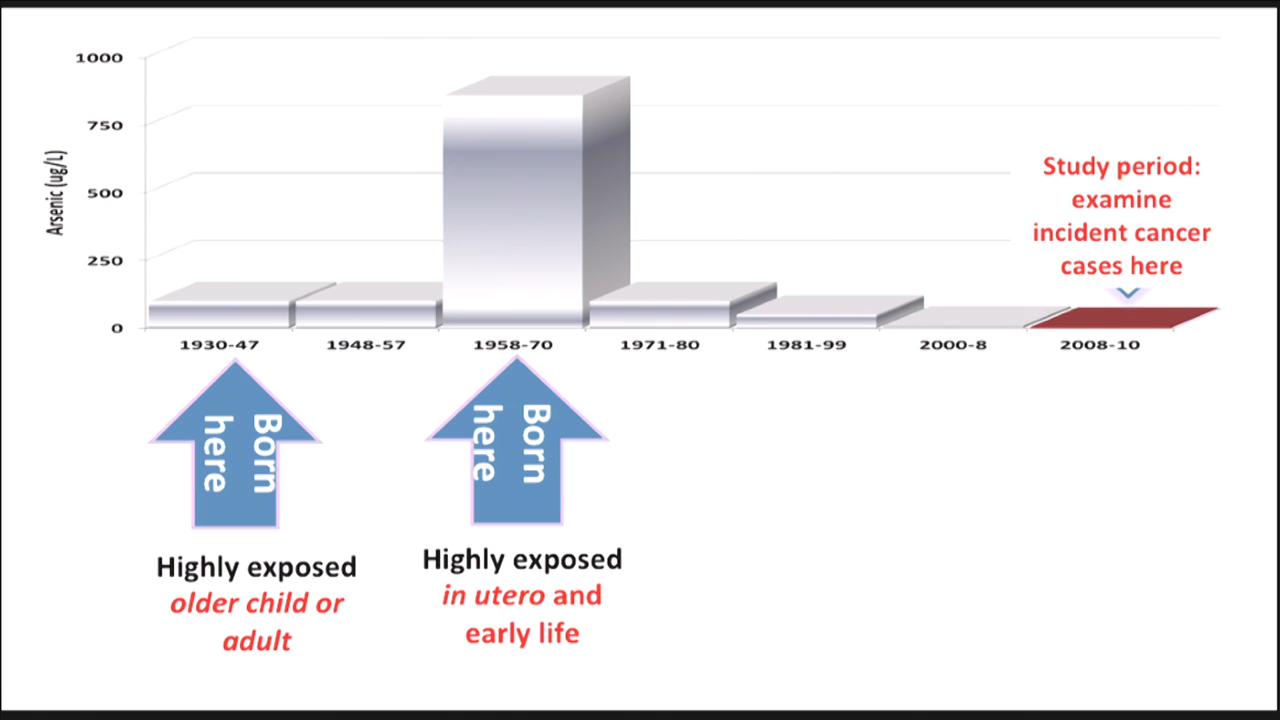 1000
750
500
250
0
Arsenic (ug/L)
Study period:
examine
incident cancer
cases here
1930-47
1948-57
1958-70
1971-80
1981-99
2000-8
2008-10
Born
here
Born
here
Highly exposed
older child or
adult
Highly exposed
in utero and
early life